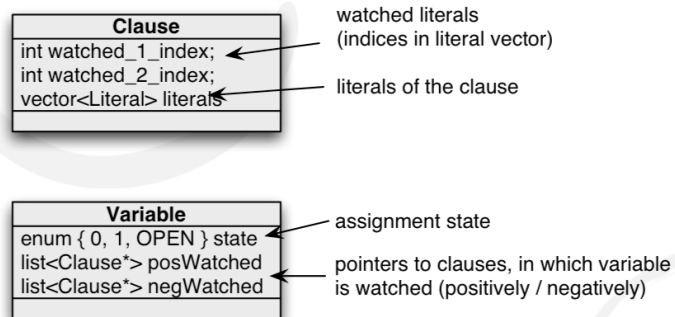 Clause
int watched_1_index;
int watched_2_index;
vector<Literal> literals
watched literals
(indices in literal vector)
literals of the clause
Variable
enum { 0, 1, OPEN } state
list<Clause*> posWatched
list<Clause*> negWatched
assignment state
pointers to clauses, in which variable
is watched (positively / negatively)